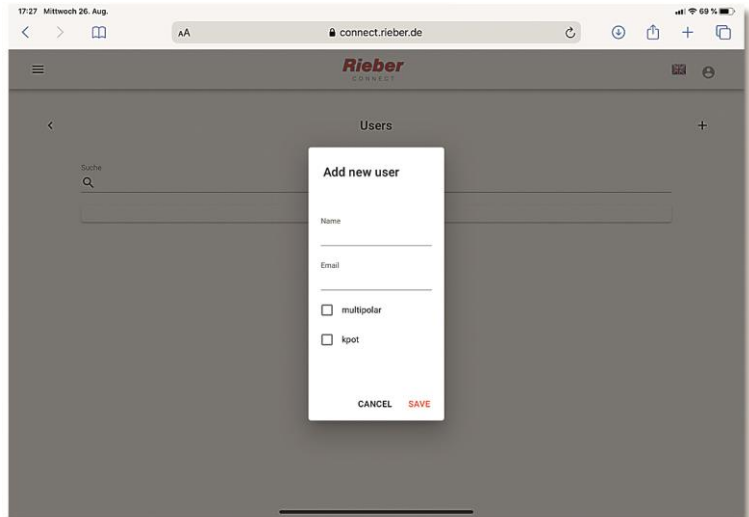 17:27 Mittwoch 26. Aug.
69 %
AA
connect.rieber.de
Rieber
CONNECT
Users
Suche
Add new user
Name
Email
multipolar
kpot
CANCEL SAVE